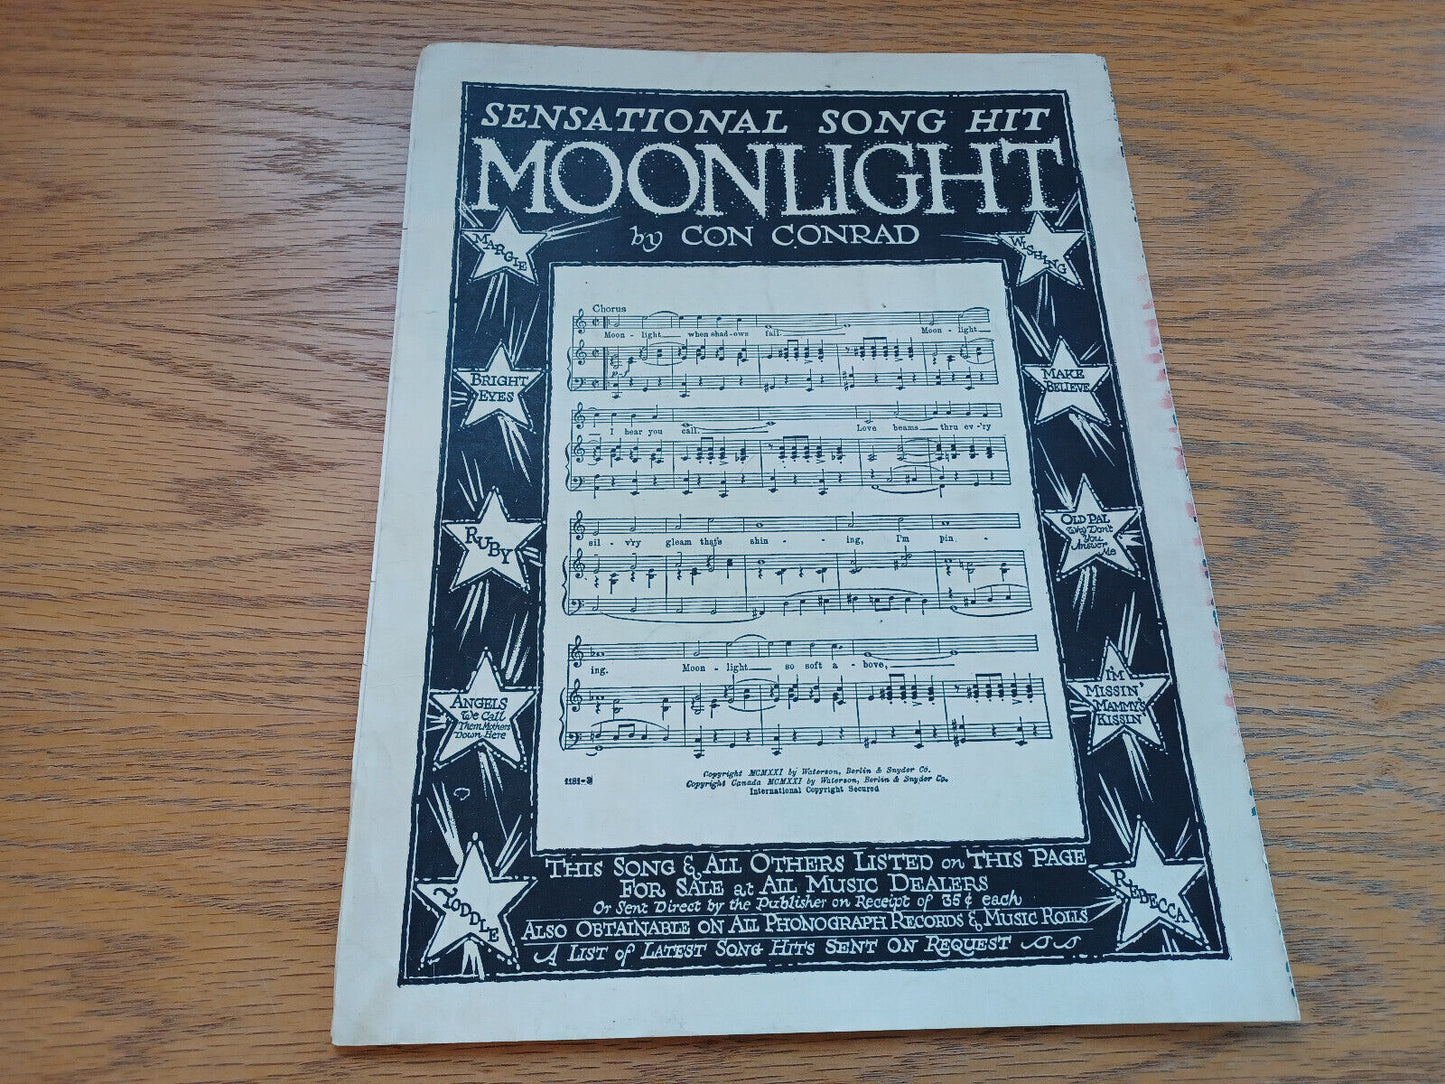 SENSATIONAL SONG HIT
MOONLIGHT
by CON CONRAD
MARGIE
WISHING
BRIGHT
EYES
MAKE
BELIEVE
RUBY
OLD PAL
Why Don't
You
Answer
Me
ANGELS
We Call
Them Mothers
Down Here
I'M
MISSIN'
MAMMY'S
KISSIN'
TODDLE
REBECCA
Chorus
Moon - light when shad-ows fall. Moon - light
I hear you call. Love beams thru ev-'ry
sil - v'ry gleam that's shin - - ing, I'm pin -
ing. Moon - light so soft a - bove,
1181-3
Copyright MCMXXI by Waterson, Berlin & Snyder Co.
Copyright Canada MCMXXI by Waterson, Berlin & Snyder Co.
International Copyright Secured
THIS SONG & ALL OTHERS LISTED on THIS PAGE
FOR SALE at ALL MUSIC DEALERS
Or Sent Direct by the Publisher on Receipt of 35¢ each
ALSO OBTAINABLE ON ALL PHONOGRAPH RECORDS & MUSIC ROLLS
A LIST of LATEST SONG HITS SENT ON REQUEST